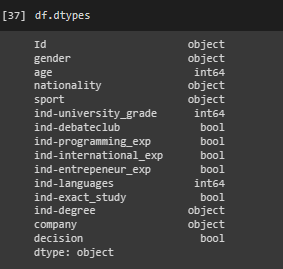 [37] df.dtypes
Id object
gender object
age int64
nationality object
sport object
ind-university_grade int64
ind-debateclub bool
ind-programming_exp bool
ind-international_exp bool
ind-entrepeneur_exp bool
ind-languages int64
ind-exact_study bool
ind-degree object
company object
decision bool
dtype: object